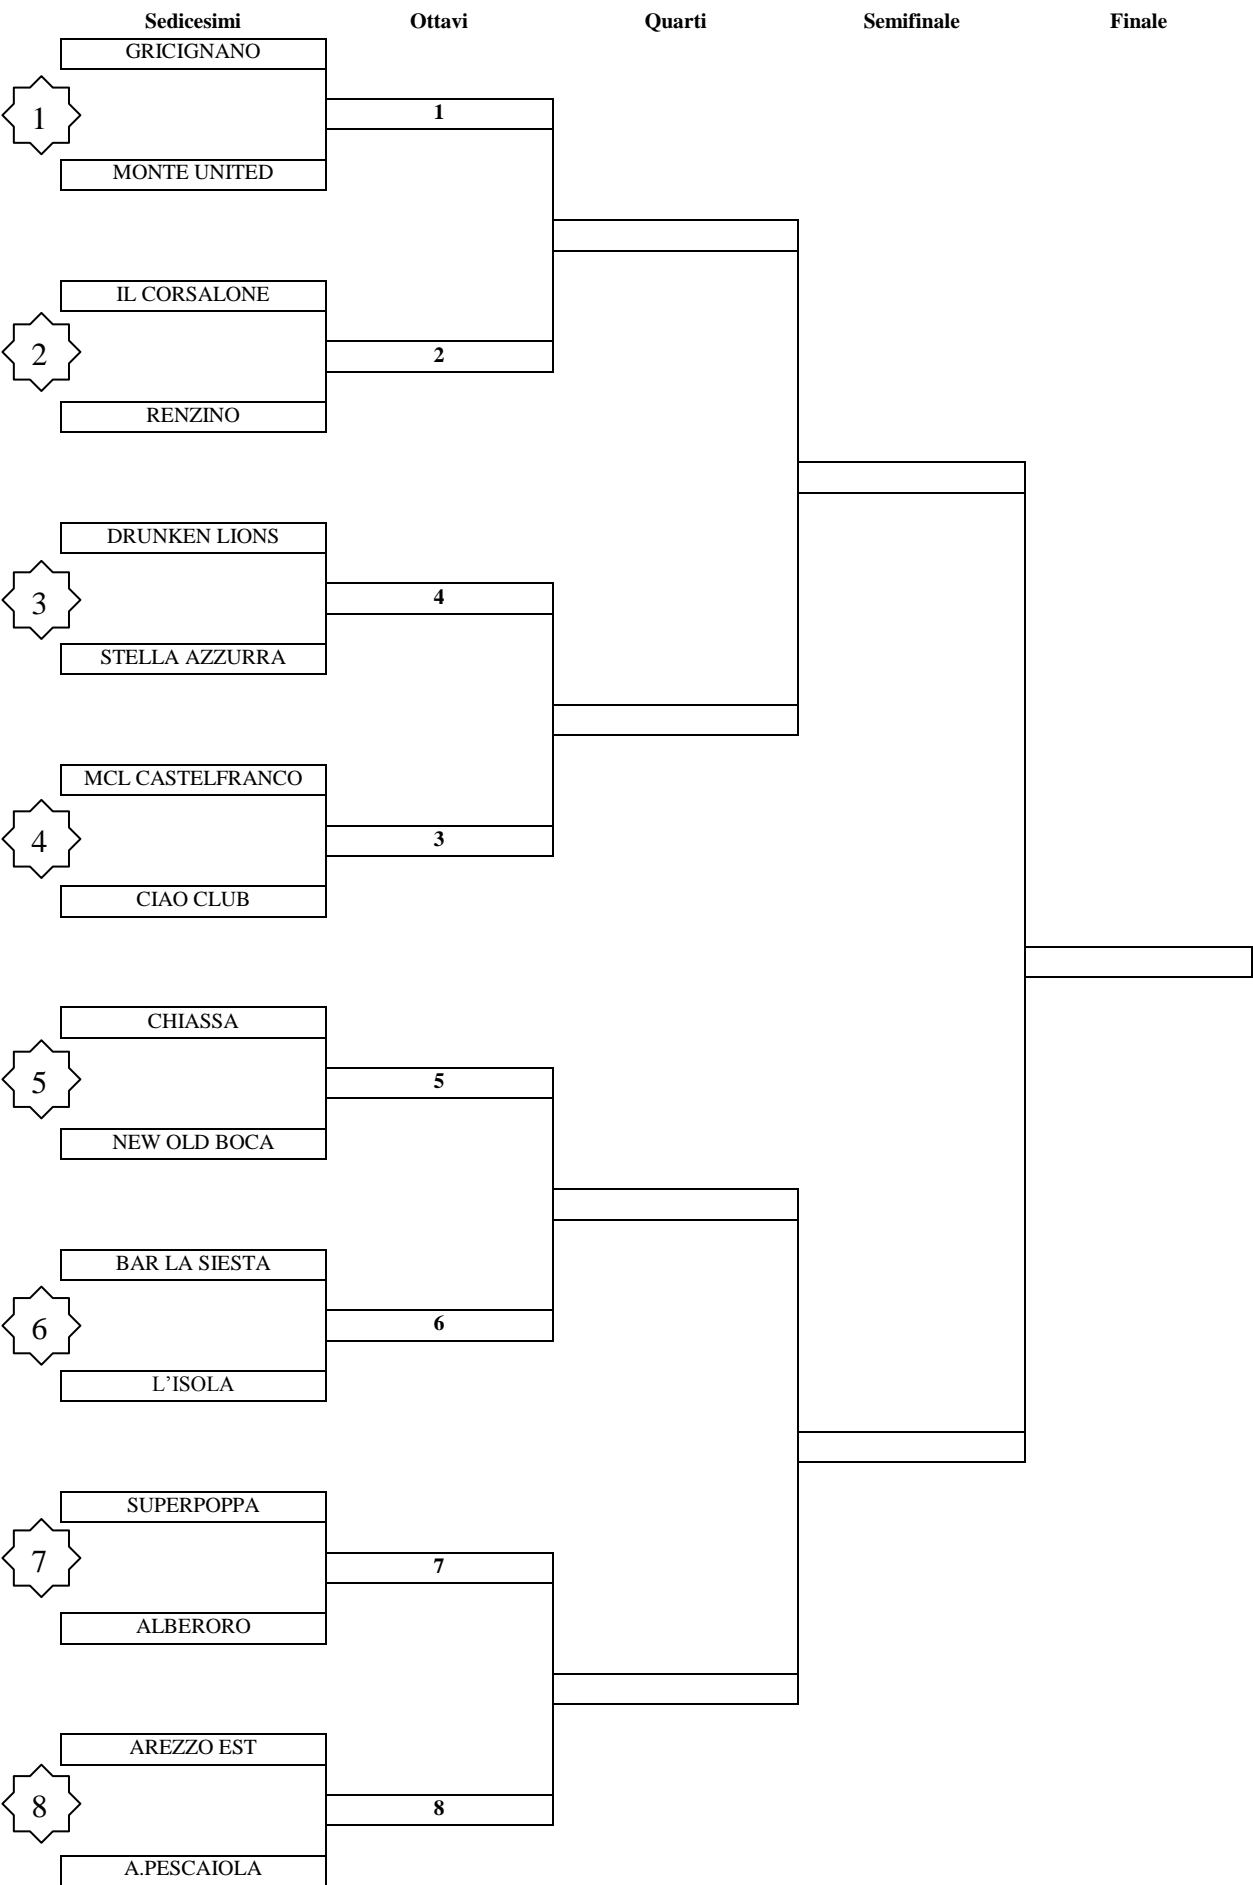 Sedicesimi Ottavi Quarti Semifinale Finale
GRICIGNANO
1 1
MONTE UNITED
IL CORSALONE
2 2
RENZINO
DRUNKEN LIONS
3 4
STELLA AZZURRA
MCL CASTELFRANCO
4 3
CIAO CLUB
CHIASSA
5 5
NEW OLD BOCA
BAR LA SIESTA
6 6
L’ISOLA
SUPERPOPPA
7 7
ALBERORO
AREZZO EST
8 8
A.PESCAIOLA